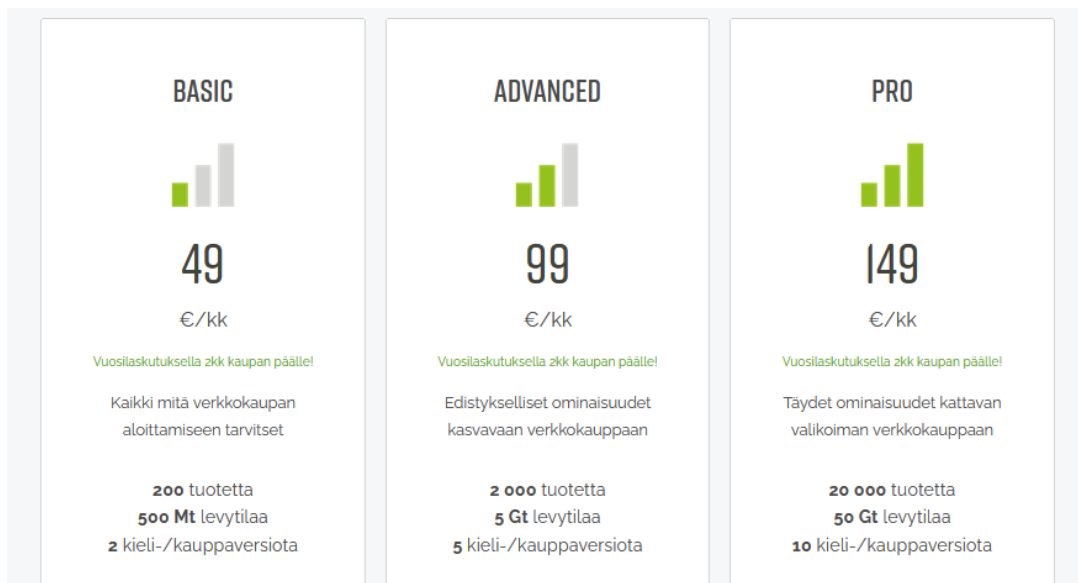 BASIC
49
€/kk
Vuosilaskutuksella 2kk kaupan päälle!
Kaikki mitä verkkokaupan
aloittamiseen tarvitset
200 tuotetta
500 Mt levytilaa
2 kieli-/kauppaversiota
ADVANCED
99
€/kk
Vuosilaskutuksella 2kk kaupan päälle!
Edistykselliset ominaisuudet
kasvavaan verkkokauppaan
2 000 tuotetta
5 Gt levytilaa
5 kieli-/kauppaversiota
PRO
149
€/kk
Vuosilaskutuksella 2kk kaupan päälle!
Täydet ominaisuudet kattavan
valikoiman verkkokauppaan
20 000 tuotetta
50 Gt levytilaa
10 kieli-/kauppaversiota